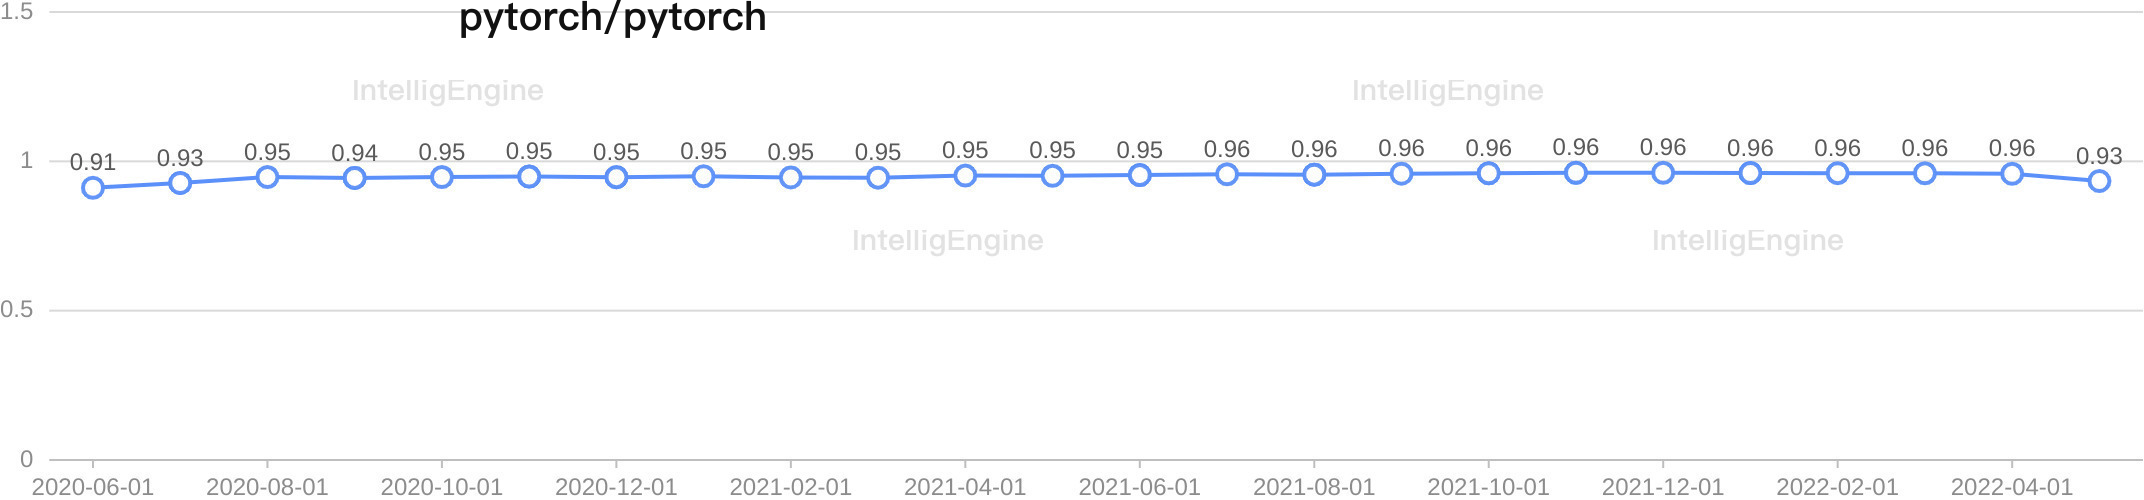 1.5
pytorch/pytorch
IntelligEngine IntelligEngine
0.91 0.93 0.95 0.94 0.95 0.95 0.95 0.95 0.95 0.95 0.95 0.95 0.95 0.96 0.96 0.96 0.96 0.96 0.96 0.96 0.96 0.96 0.96 0.93
1
IntelligEngine IntelligEngine
0.5
0
2020-06-01 2020-08-01 2020-10-01 2020-12-01 2021-02-01 2021-04-01 2021-06-01 2021-08-01 2021-10-01 2021-12-01 2022-02-01 2022-04-01